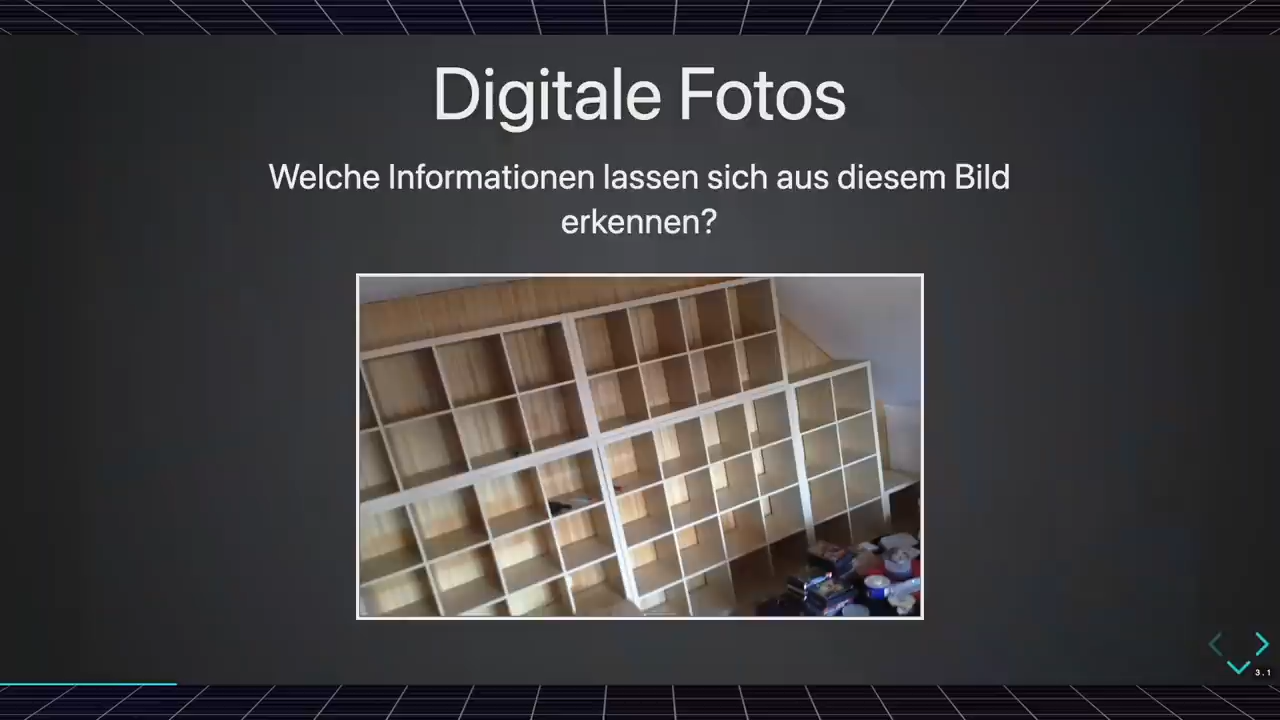 Digitale Fotos
Welche Informationen lassen sich aus diesem Bild
erkennen?
3.1